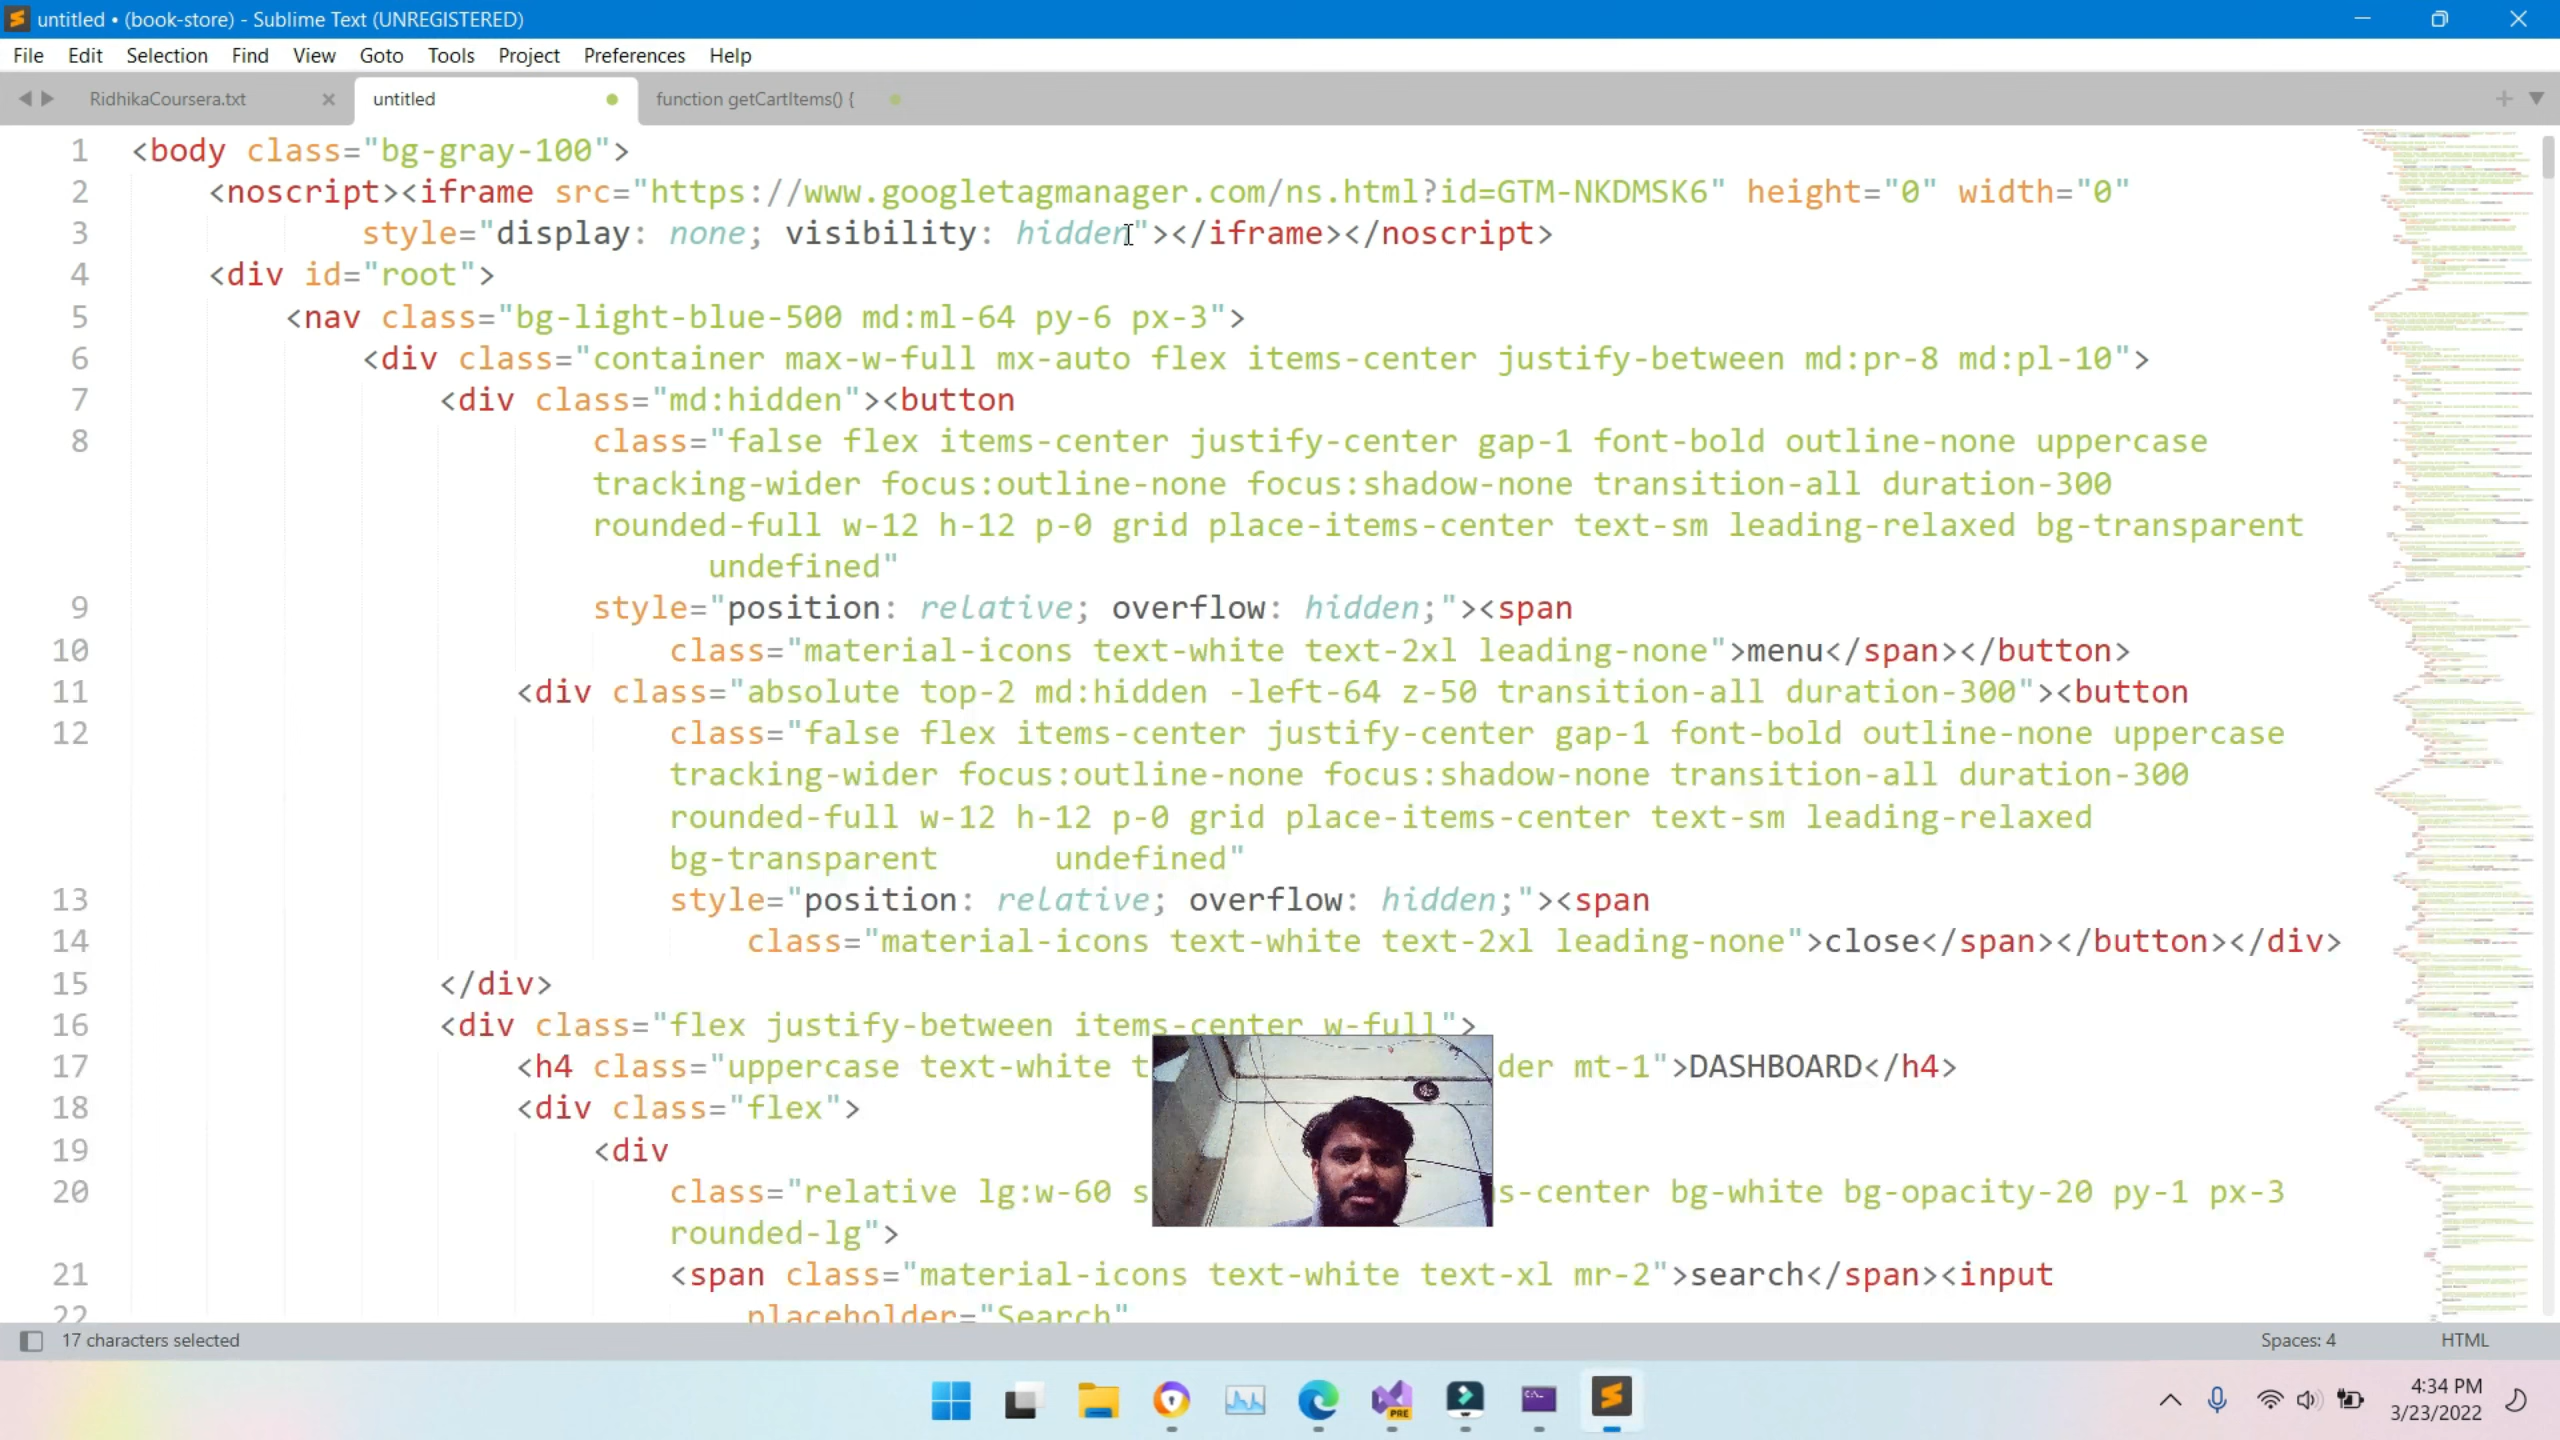 untitled • (book-store) - Sublime Text (UNREGISTERED)
File Edit Selection Find View Goto Tools Project Preferences Help
RidhikaCoursera.txt untitled function getCartItems() {
1 <body class="bg-gray-100">
2 <noscript><iframe src="https://www.googletagmanager.com/ns.html?id=GTM-NKDMSK6" height="0" width="0"
3 style="display: none; visibility: hidden"></iframe></noscript>
4 <div id="root">
5 <nav class="bg-light-blue-500 md:ml-64 py-6 px-3">
6 <div class="container max-w-full mx-auto flex items-center justify-between md:pr-8 md:pl-10">
7 <div class="md:hidden"><button
8 class="false flex items-center justify-center gap-1 font-bold outline-none uppercase
tracking-wider focus:outline-none focus:shadow-none transition-all duration-300
rounded-full w-12 h-12 p-0 grid place-items-center text-sm leading-relaxed bg-transparent
undefined"
9 style="position: relative; overflow: hidden;"><span
10 class="material-icons text-white text-2xl leading-none">menu</span></button>
11 <div class="absolute top-2 md:hidden -left-64 z-50 transition-all duration-300"><button
12 class="false flex items-center justify-center gap-1 font-bold outline-none uppercase
tracking-wider focus:outline-none focus:shadow-none transition-all duration-300
rounded-full w-12 h-12 p-0 grid place-items-center text-sm leading-relaxed
bg-transparent undefined"
13 style="position: relative; overflow: hidden;"><span
14 class="material-icons text-white text-2xl leading-none">close</span></button></div>
15 </div>
16 <div class="flex justify-between items-center w-full">
17 <h4 class="uppercase text-white t der mt-1">DASHBOARD</h4>
18 <div class="flex">
19 <div
20 class="relative lg:w-60 s s-center bg-white bg-opacity-20 py-1 px-3
rounded-lg">
21 <span class="material-icons text-white text-xl mr-2">search</span><input
22 placeholder="Search"
17 characters selected Spaces: 4 HTML
4:34 PM
3/23/2022